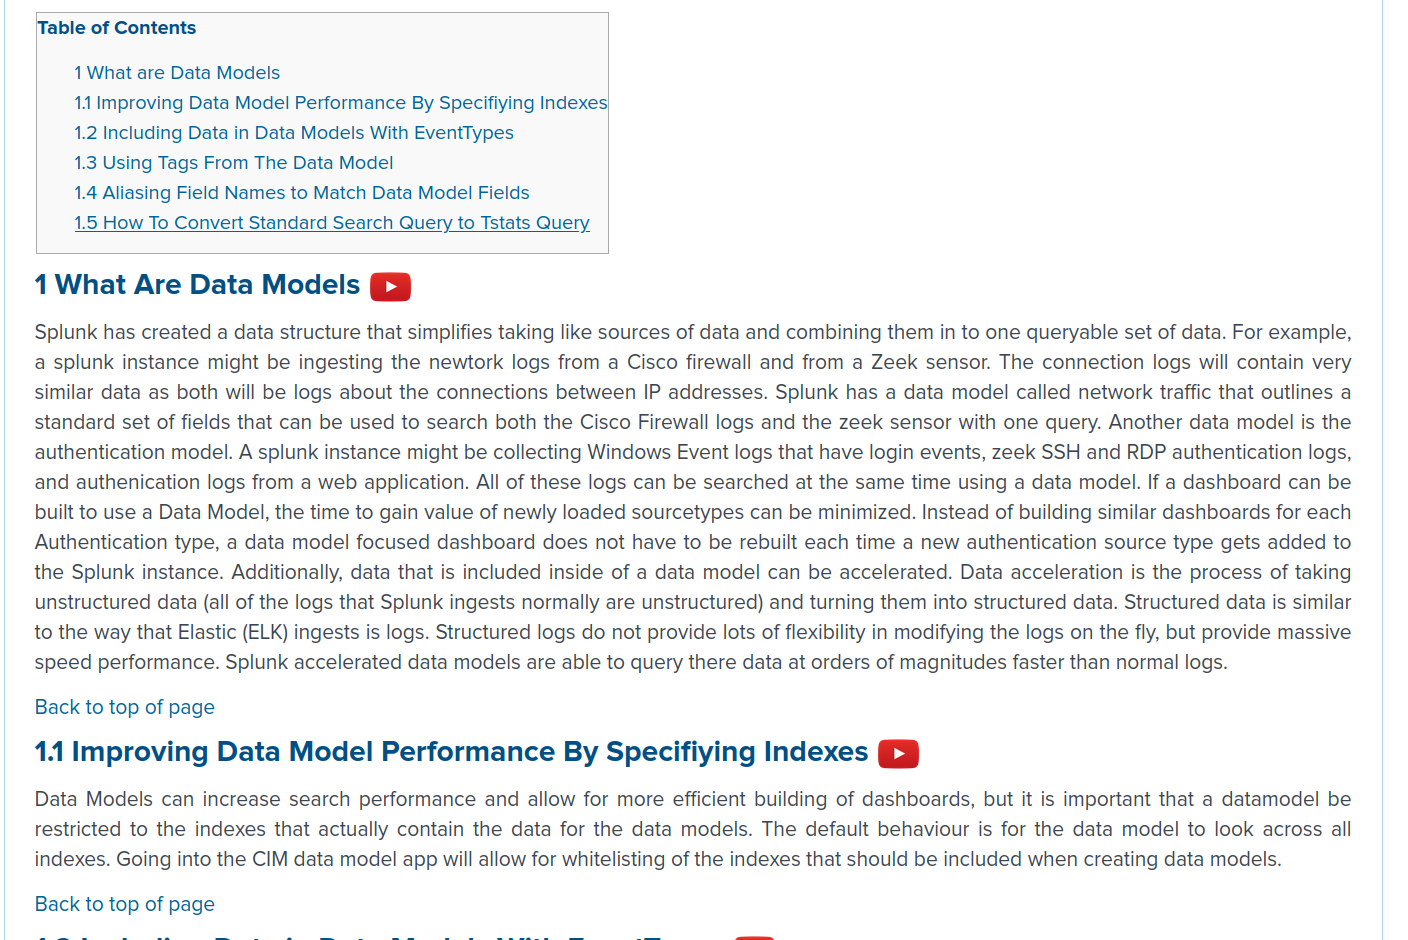 Table of Contents
1 What are Data Models
1.1 Improving Data Model Performance By Specifiying Indexes
1.2 Including Data in Data Models With EventTypes
1.3 Using Tags From The Data Model
1.4 Aliasing Field Names to Match Data Model Fields
1.5 How To Convert Standard Search Query to Tstats Query
1 What Are Data Models
Splunk has created a data structure that simplifies taking like sources of data and combining them in to one queryable set of data. For example,
a splunk instance might be ingesting the newtork logs from a Cisco firewall and from a Zeek sensor. The connection logs will contain very
similar data as both will be logs about the connections between IP addresses. Splunk has a data model called network traffic that outlines a
standard set of fields that can be used to search both the Cisco Firewall logs and the zeek sensor with one query. Another data model is the
authentication model. A splunk instance might be collecting Windows Event logs that have login events, zeek SSH and RDP authentication logs,
and authenication logs from a web application. All of these logs can be searched at the same time using a data model. If a dashboard can be
built to use a Data Model, the time to gain value of newly loaded sourcetypes can be minimized. Instead of building similar dashboards for each
Authentication type, a data model focused dashboard does not have to be rebuilt each time a new authentication source type gets added to
the Splunk instance. Additionally, data that is included inside of a data model can be accelerated. Data acceleration is the process of taking
unstructured data (all of the logs that Splunk ingests normally are unstructured) and turning them into structured data. Structured data is similar
to the way that Elastic (ELK) ingests is logs. Structured logs do not provide lots of flexibility in modifying the logs on the fly, but provide massive
speed performance. Splunk accelerated data models are able to query there data at orders of magnitudes faster than normal logs.
Back to top of page
1.1 Improving Data Model Performance By Specifiying Indexes
Data Models can increase search performance and allow for more efficient building of dashboards, but it is important that a datamodel be
restricted to the indexes that actually contain the data for the data models. The default behaviour is for the data model to look across all
indexes. Going into the CIM data model app will allow for whitelisting of the indexes that should be included when creating data models.
Back to top of page